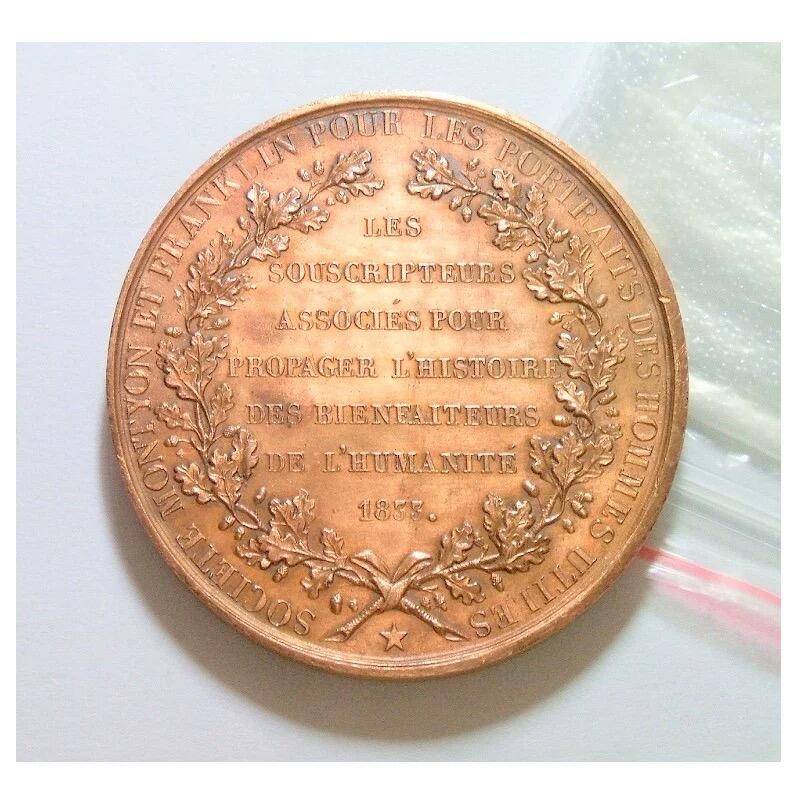 SOCIETE MONTYON ET FRANKLIN POUR LES PORTRAITS DES HOMMES UTILES
LES
SOUSCRIPTEURS
ASSOCIÉS POUR
PROPAGER L'HISTOIRE
DES BIENFAITEURS
DE L'HUMANITÉ
1833.